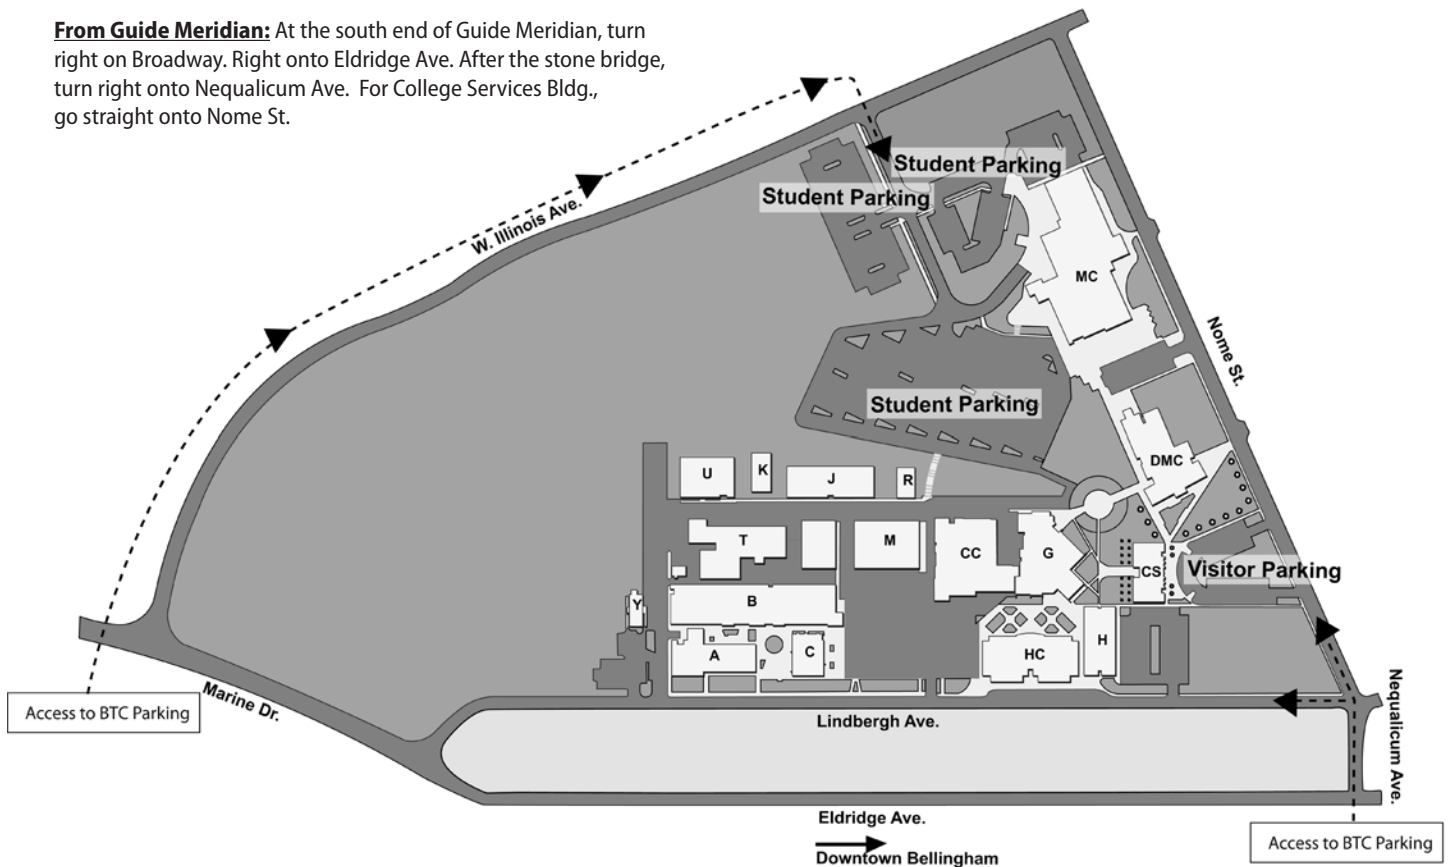 From Guide Meridian: At the south end of Guide Meridian, turn
right on Broadway. Right onto Eldridge Ave. After the stone bridge,
turn right onto Nequalicum Ave. For College Services Bldg.,
go straight onto Nome St.
Student Parking
Student Parking
W. Illinois Ave.
MC
Nome St.
Student Parking
DMC
U
K
J
R
T
M
CC
G
CS
Visitor Parking
Y
B
A
C
HC
H
Access to BTC Parking
Marine Dr.
Lindbergh Ave.
Nequalicum Ave.
Eldridge Ave.
Downtown Bellingham
Access to BTC Parking